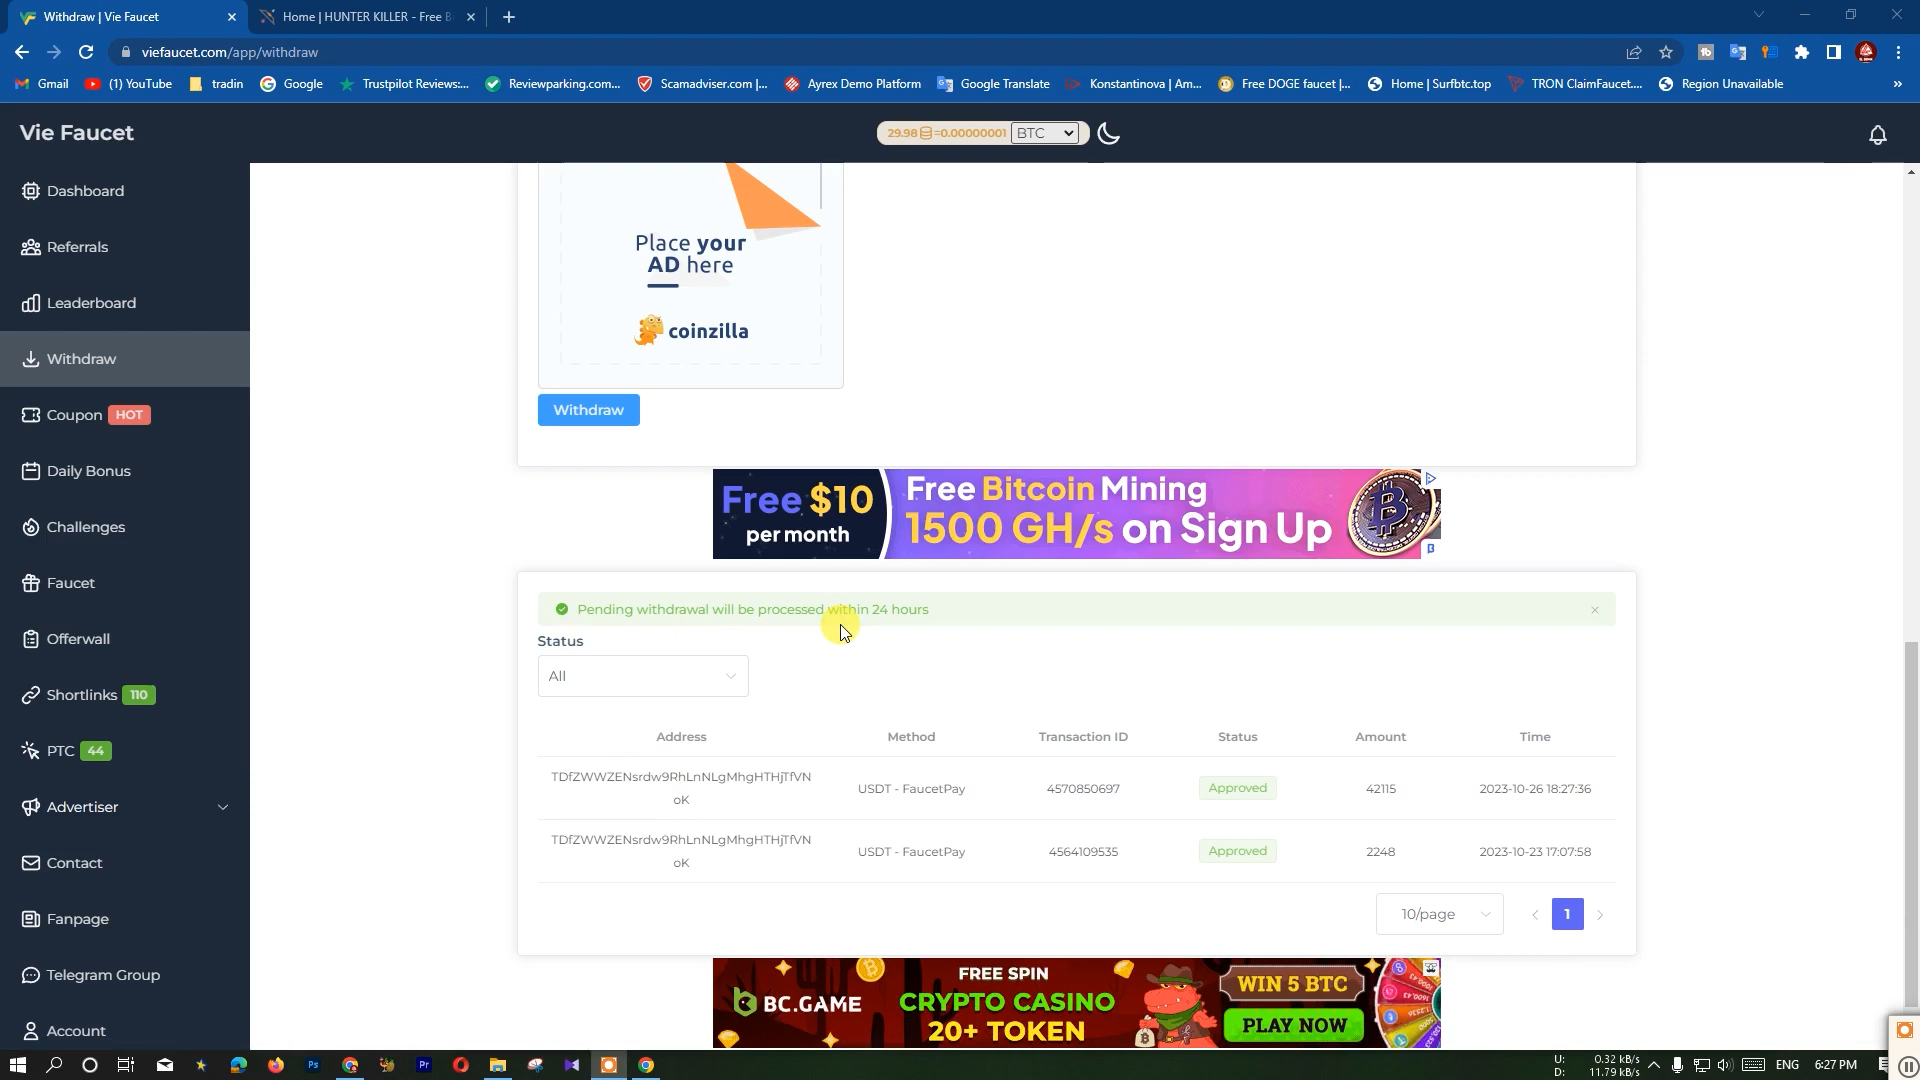 Withdraw | Vie Faucet
Home | HUNTER KILLER - Free B
viefaucet.com/app/withdraw
Gmail
(1) YouTube
tradin
Google
Trustpilot Reviews:...
Reviewparking.com...
Scamadviser.com |...
Ayrex Demo Platform
Google Translate
Konstantinova | Am...
Free DOGE faucet |...
Home | Surfbtc.top
TRON ClaimFaucet....
Region Unavailable
»
Vie Faucet
29.98 =0.00000001 BTC
Dashboard
Referrals
Leaderboard
Withdraw
Coupon HOT
Daily Bonus
Challenges
Faucet
Offerwall
Shortlinks 110
PTC 44
Advertiser
Contact
Fanpage
Telegram Group
Account
Place your
AD here
coinzilla
Withdraw
Free $10
per month
Free Bitcoin Mining
1500 GH/s on Sign Up
Pending withdrawal will be processed within 24 hours
Status
All
Address Method Transaction ID Status Amount Time
TDfZWWZENsrdw9RhLnNLgMhgHTHjTfVN
oK
USDT - FaucetPay 4570850697 Approved 42115 2023-10-26 18:27:36
TDfZWWZENsrdw9RhLnNLgMhgHTHjTfVN
oK
USDT - FaucetPay 4564109535 Approved 2248 2023-10-23 17:07:58
10/page
1
BC.GAME
FREE SPIN
CRYPTO CASINO
20+ TOKEN
WIN 5 BTC
PLAY NOW
U: 0.32 kB/s
D: 11.79 kB/s
ENG
6:27 PM